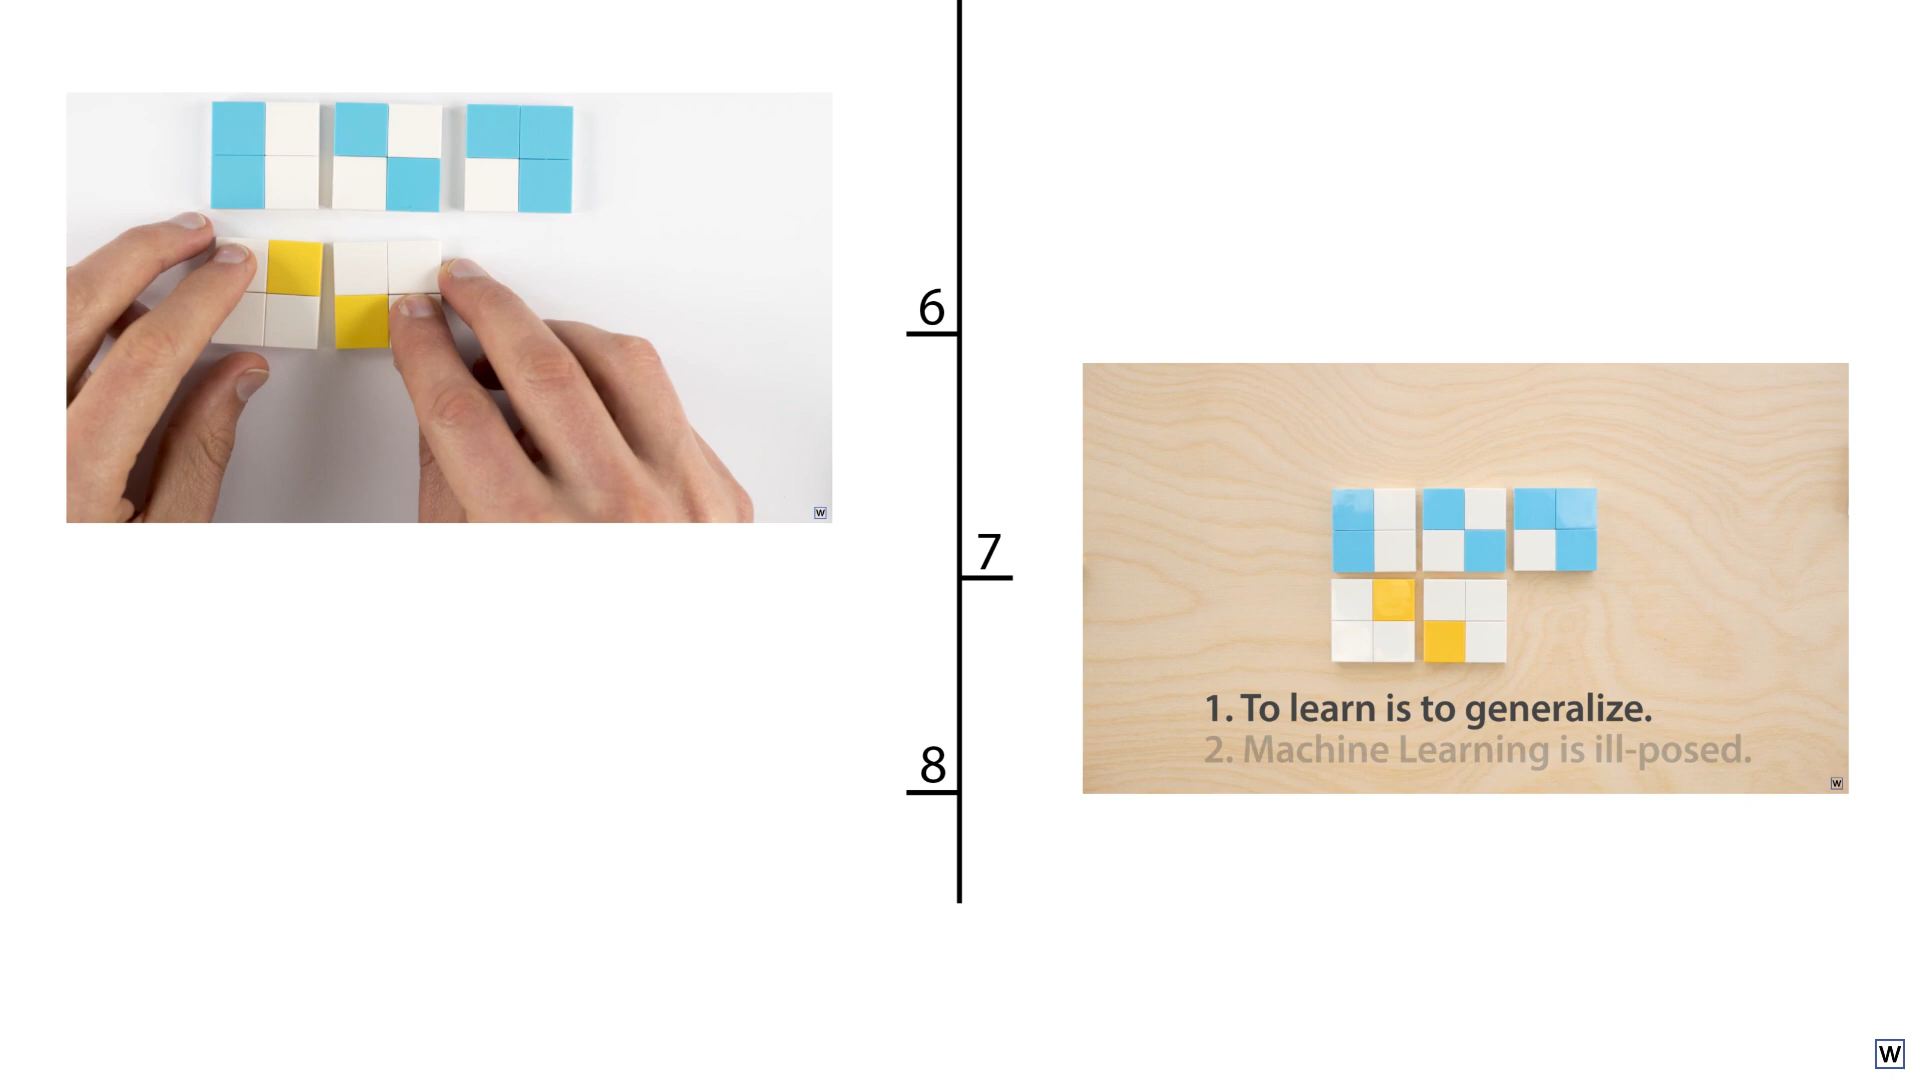 6
W
7
1. To learn is to generalize.
2. Machine Learning is ill-posed.
W
8
W